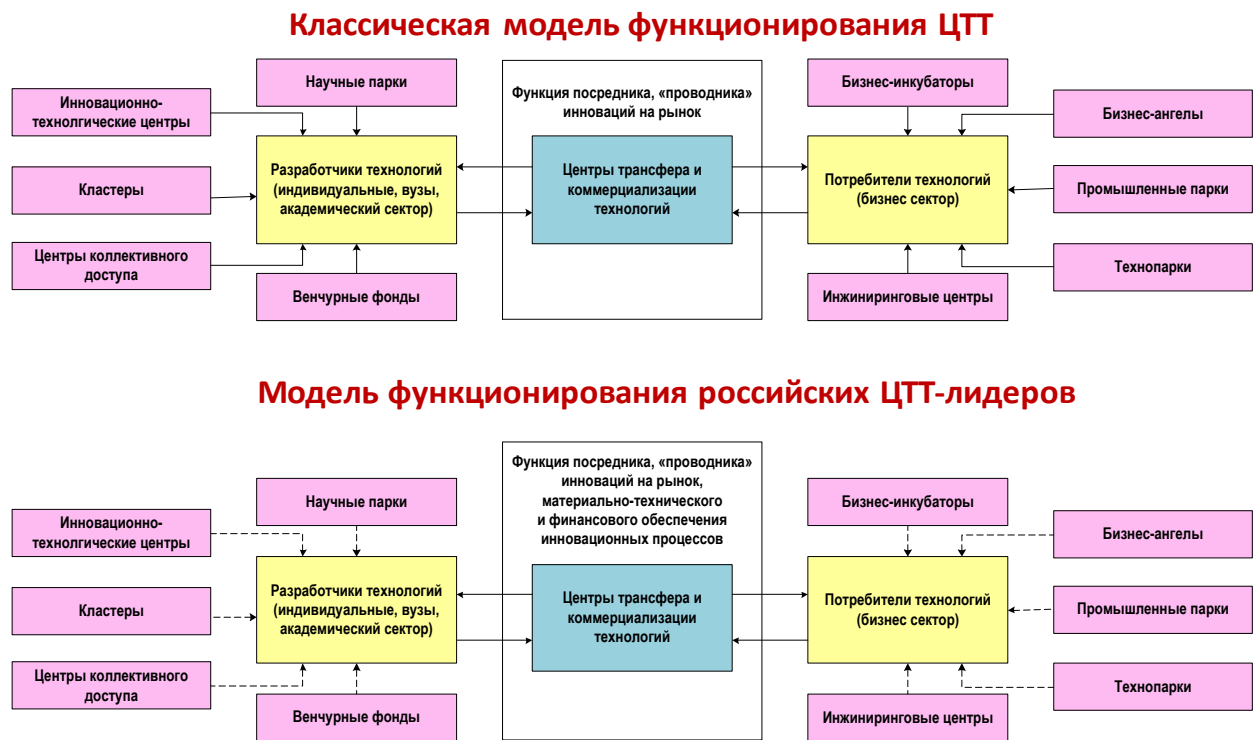 Классическая модель функционирования ЦТТ
Научные парки
Инновационно-
технолгические центры
Кластеры
Центры коллективного
доступа
Разработчики технологий
(индивидуальные, вузы,
академический сектор)
Венчурные фонды
Функция посредника, «проводника»
инноваций на рынок
Центры трансфера и
коммерциализации
технологий
Бизнес-инкубаторы
Потребители технологий
(бизнес сектор)
Инжиниринговые центры
Бизнес-ангелы
Промышленные парки
Технопарки
Модель функционирования российских ЦТТ-лидеров
Научные парки
Инновационно-
технолгические центры
Кластеры
Центры коллективного
доступа
Разработчики технологий
(индивидуальные, вузы,
академический сектор)
Венчурные фонды
Функция посредника, «проводника»
инноваций на рынок,
материально-технического
и финансового обеспечения
инновационных процессов
Центры трансфера и
коммерциализации
технологий
Бизнес-инкубаторы
Потребители технологий
(бизнес сектор)
Инжиниринговые центры
Бизнес-ангелы
Промышленные парки
Технопарки